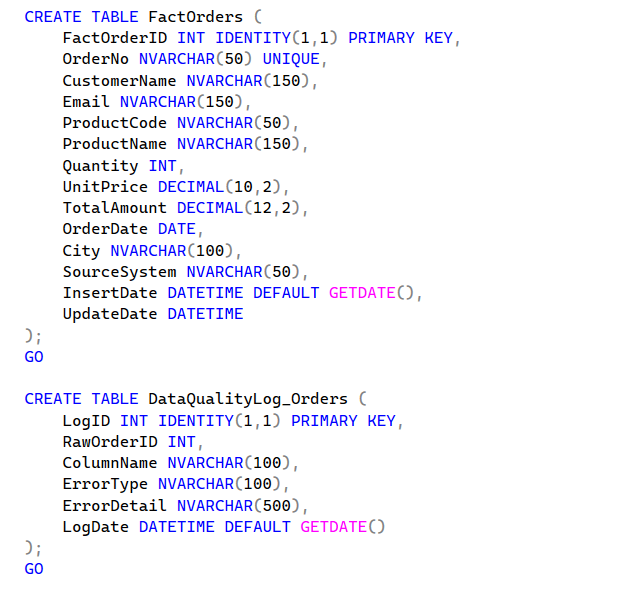 CREATE TABLE FactOrders (
    FactOrderID INT IDENTITY(1,1) PRIMARY KEY,
    OrderNo NVARCHAR(50) UNIQUE,
    CustomerName NVARCHAR(150),
    Email NVARCHAR(150),
    ProductCode NVARCHAR(50),
    ProductName NVARCHAR(150),
    Quantity INT,
    UnitPrice DECIMAL(10,2),
    TotalAmount DECIMAL(12,2),
    OrderDate DATE,
    City NVARCHAR(100),
    SourceSystem NVARCHAR(50),
    InsertDate DATETIME DEFAULT GETDATE(),
    UpdateDate DATETIME
);
GO

CREATE TABLE DataQualityLog_Orders (
    LogID INT IDENTITY(1,1) PRIMARY KEY,
    RawOrderID INT,
    ColumnName NVARCHAR(100),
    ErrorType NVARCHAR(100),
    ErrorDetail NVARCHAR(500),
    LogDate DATETIME DEFAULT GETDATE()
);
GO